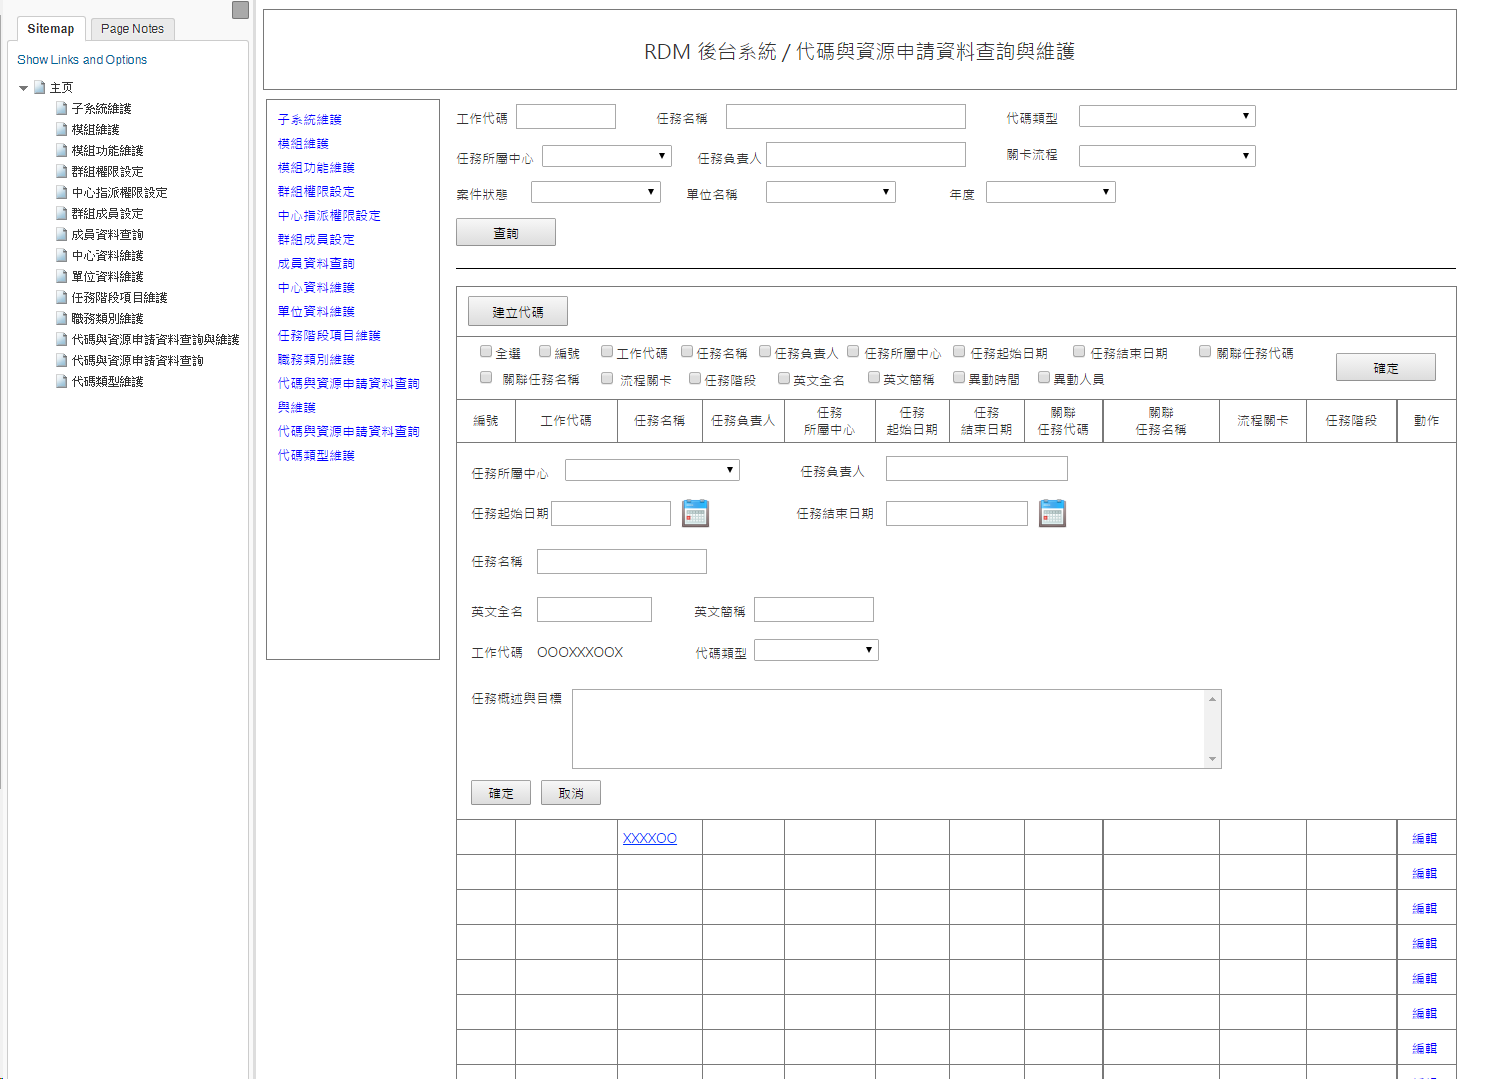 Sitemap
Page Notes
Show Links and Options
主页
子系統維護
模組維護
模組功能維護
群組權限設定
中心指派權限設定
群組成員設定
成員資料查詢
中心資料維護
單位資料維護
任務階段項目維護
職務類別維護
代碼與資源申請資料查詢與維護
代碼與資源申請資料查詢
代碼類型維護
RDM 後台系統 / 代碼與資源申請資料查詢與維護
子系統維護
模組維護
模組功能維護
群組權限設定
中心指派權限設定
群組成員設定
成員資料查詢
中心資料維護
單位資料維護
任務階段項目維護
職務類別維護
代碼與資源申請資料查詢
與維護
代碼與資源申請資料查詢
代碼類型維護
工作代碼 任務名稱 代碼類型
任務所屬中心 任務負責人 關卡流程
案件狀態 單位名稱 年度
查詢
建立代碼
全選 編號 工作代碼 任務名稱 任務負責人 任務所屬中心 任務起始日期 任務結束日期 關聯任務代碼
關聯任務名稱 流程關卡 任務階段 英文全名 英文簡稱 異動時間 異動人員
確定
編號 工作代碼 任務名稱 任務負責人 任務所屬中心 任務起始日期 任務結束日期 關聯任務代碼 關聯任務名稱 流程關卡 任務階段 動作
任務所屬中心 任務負責人
任務起始日期 任務結束日期
任務名稱
英文全名 英文簡稱
工作代碼 OOOXXXOOX 代碼類型
任務概述與目標
確定 取消
XXXXOO 編輯
編輯
編輯
編輯
編輯
編輯
編輯